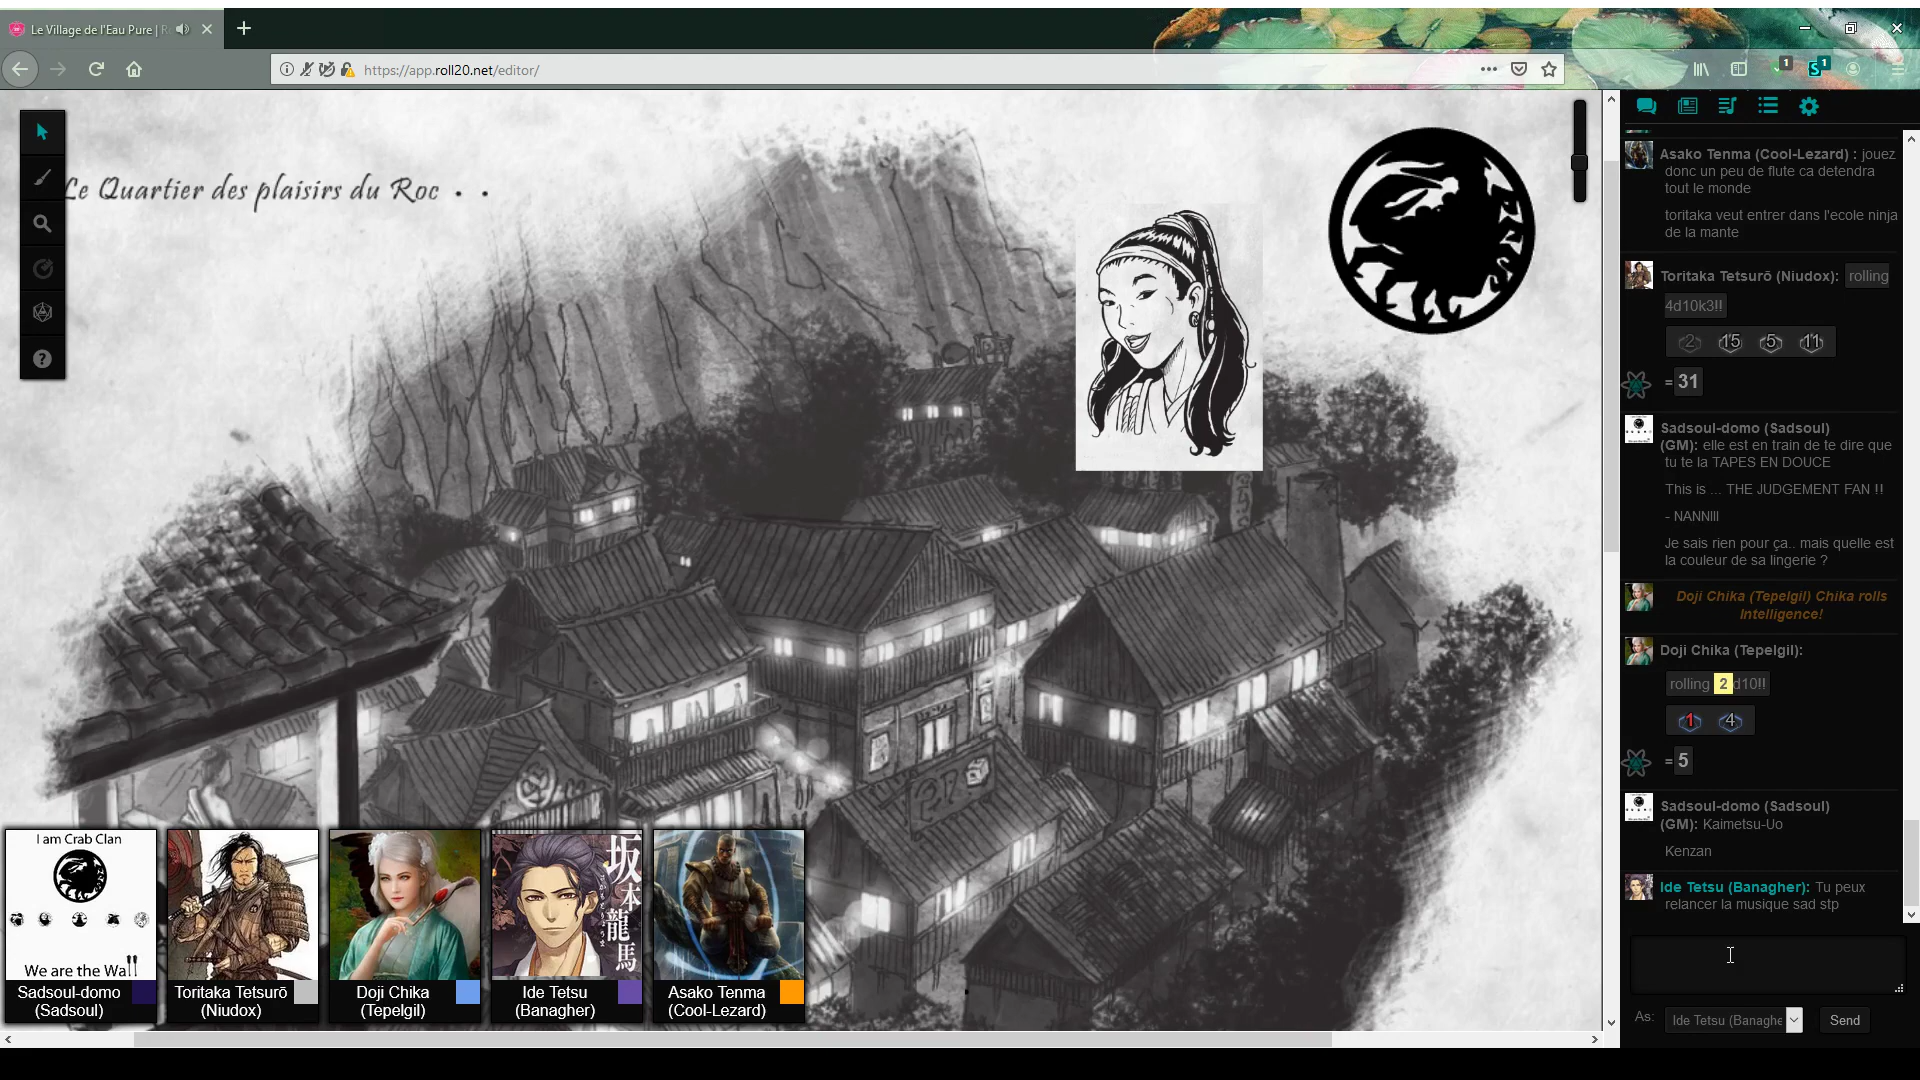 Le Village de l'Eau Pure | R
https://app.roll20.net/editor/
1
1
Le Quartier des plaisirs du Roc • •
I am Crab Clan
We are the Wall
坂本龍馬
Sadsoul-domo
(Sadsoul)
Toritaka Tetsurō
(Niudox)
Doji Chika
(Tepelgil)
Ide Tetsu
(Banagher)
Asako Tenma
(Cool-Lezard)
Asako Tenma (Cool-Lezard) : jouez
donc un peu de flute ca detendra
tout le monde
toritaka veut entrer dans l'ecole ninja
de la mante
Toritaka Tetsurō (Niudox): rolling
4d10k3!!
2 15 5 11
=31
Sadsoul-domo (Sadsoul)
(GM): elle est en train de te dire que
tu te la TAPES EN DOUCE
This is ... THE JUDGEMENT FAN !!
- NANNIII
Je sais rien pour ça.. mais quelle est
la couleur de sa lingerie ?
Doji Chika (Tepelgil) Chika rolls
Intelligence!
Doji Chika (Tepelgil):
rolling 2d10!!
1 4
=5
Sadsoul-domo (Sadsoul)
(GM): Kaimetsu-Uo
Kenzan
Ide Tetsu (Banagher): Tu peux
relancer la musique sad stp
As: Ide Tetsu (Banaghe Send